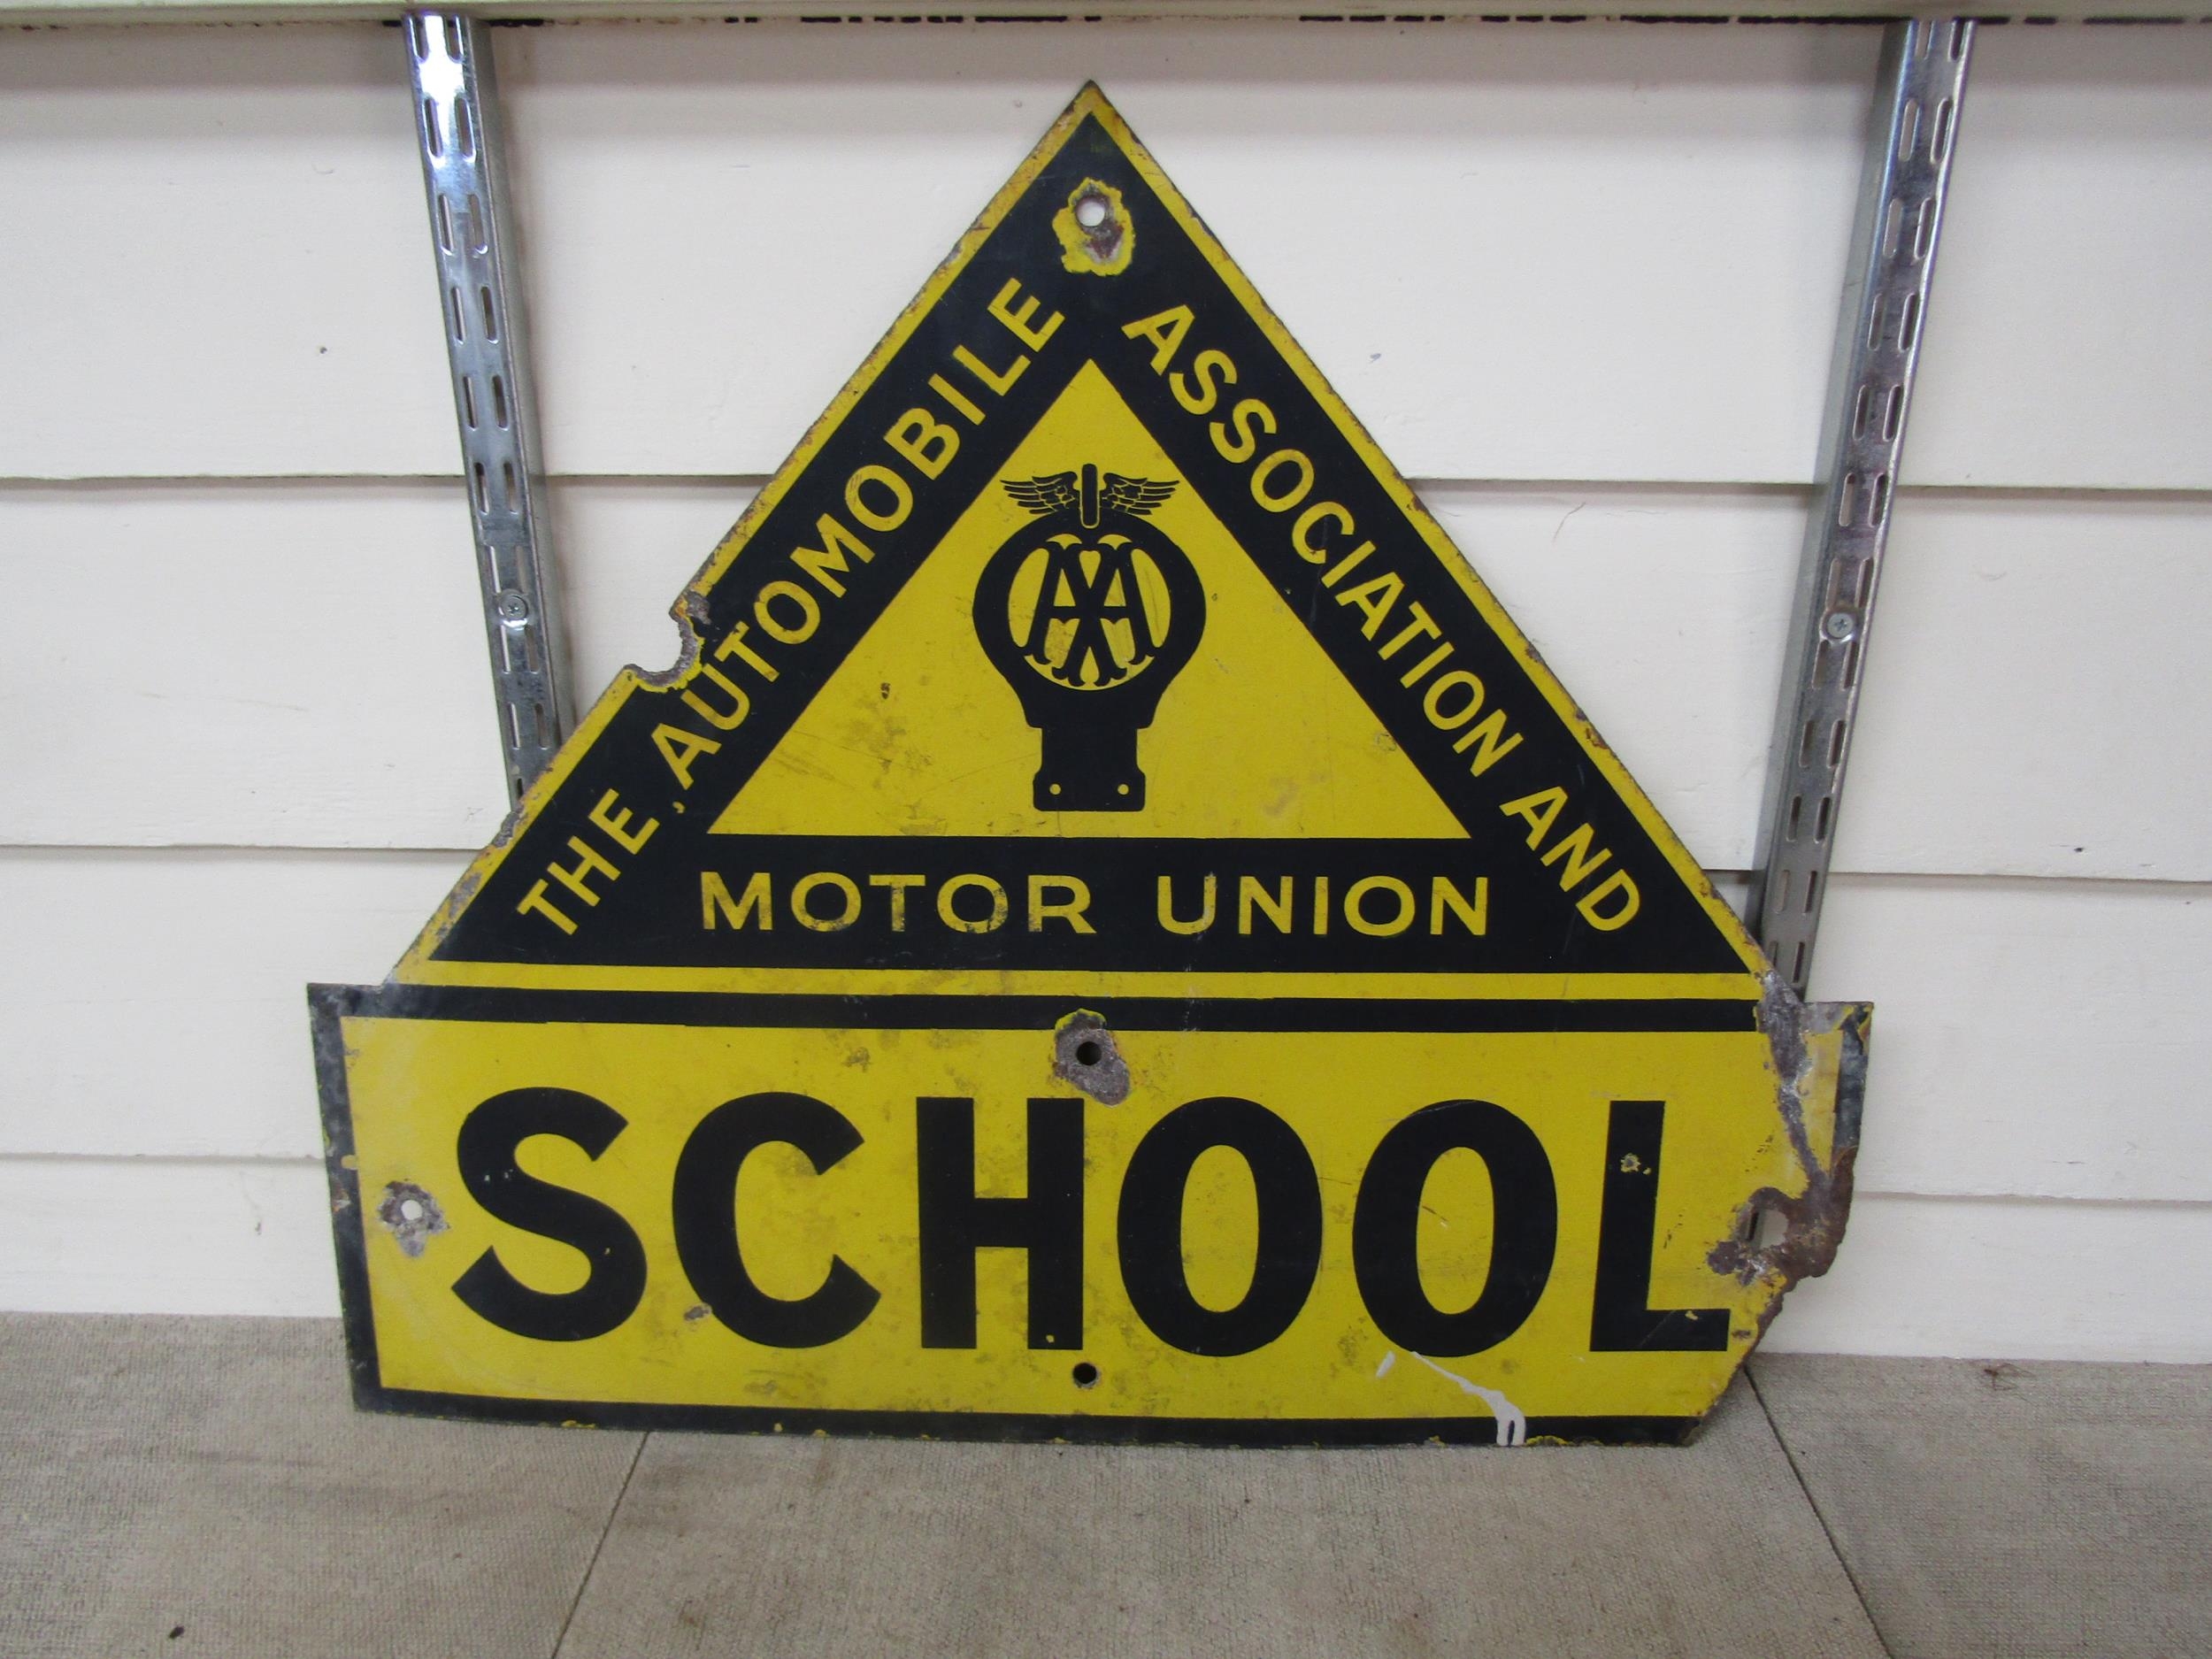 THE AUTOMOBILE
ASSOCIATION AND
MOTOR UNION
AA
SCHOOL